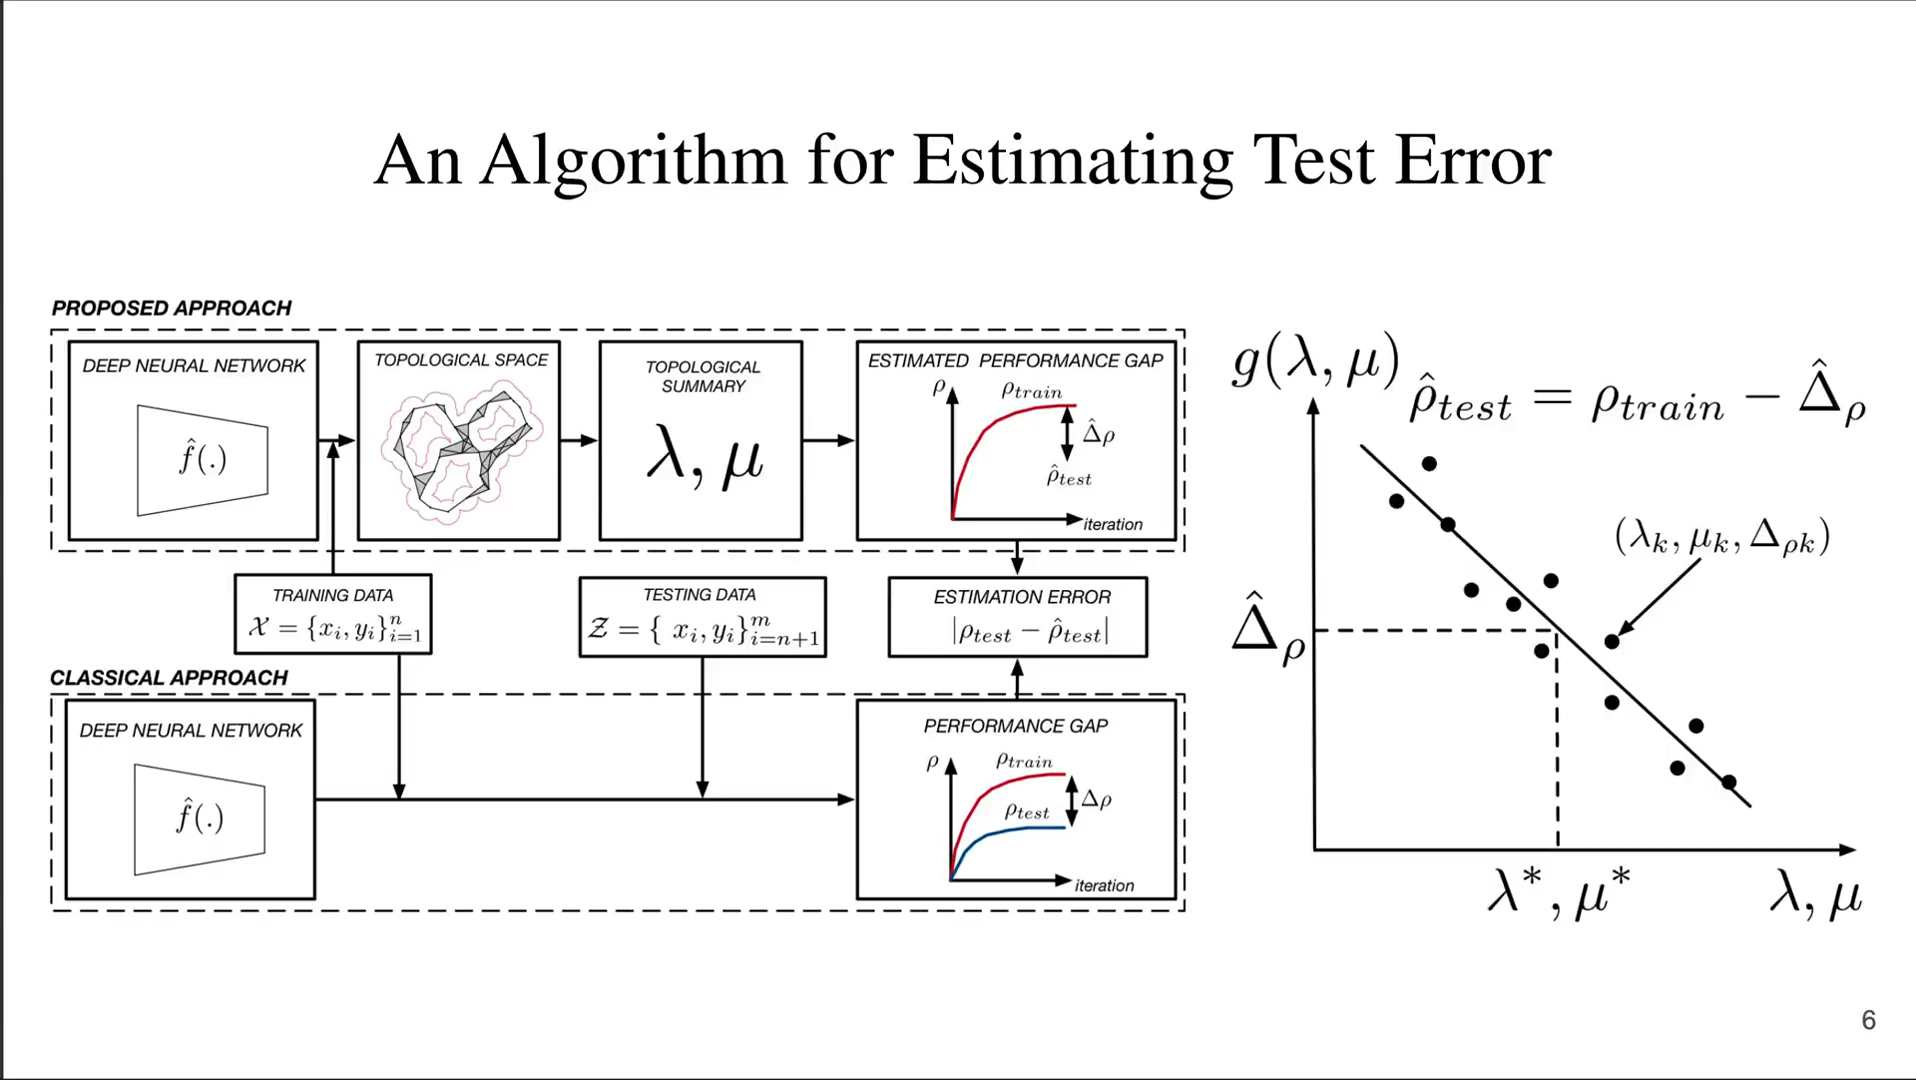 An Algorithm for Estimating Test Error
PROPOSED APPROACH
DEEP NEURAL NETWORK
f̂(.)
TOPOLOGICAL SPACE
TOPOLOGICAL
SUMMARY
λ, μ
ESTIMATED PERFORMANCE GAP
ρ
ρtrain
Δ̂ρ
ρ̂test
iteration
TRAINING DATA
𝒳 = {xᵢ, yᵢ}ⁿᵢ₌₁
TESTING DATA
𝒵 = { xᵢ, yᵢ}ᵐᵢ₌ₙ₊₁
ESTIMATION ERROR
|ρtest − ρ̂test|
CLASSICAL APPROACH
DEEP NEURAL NETWORK
f̂(.)
PERFORMANCE GAP
ρ
ρtrain
ρtest
Δρ
iteration
g(λ, μ)
ρ̂test = ρtrain − Δ̂ρ
(λk, μk, Δρk)
Δ̂ρ
λ*, μ*
λ, μ
6